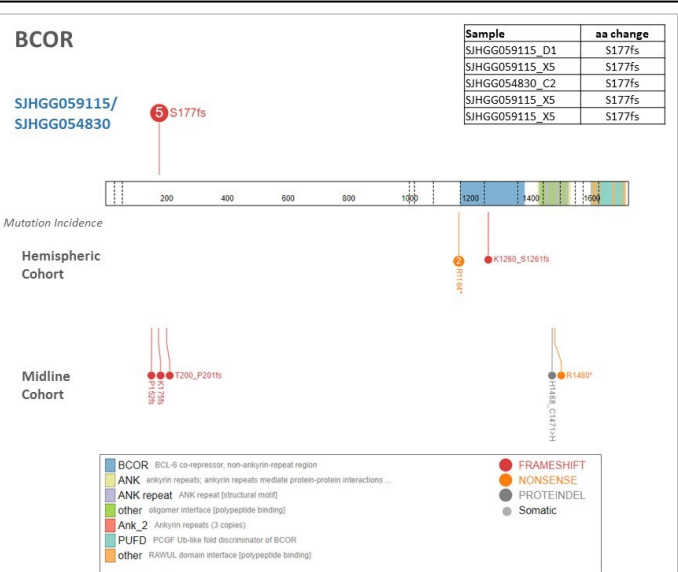 BCOR
Sample aa change
SJHGG059115_D1 S177fs
SJHGG059115_X5 S177fs
SJHGG054830_C2 S177fs
SJHGG059115_X5 S177fs
SJHGG059115_X5 S177fs
SJHGG059115/
SJHGG054830
5 S177fs
200 400 600 800 1000 1200 1400 1600
Mutation Incidence
Hemispheric
Cohort
2
R1164*
K1260_S1261fs
Midline
Cohort
P152fs
K175fs
T200_P201fs
H1468_C1471>H
R1480*
BCOR BCL-6 co-repressor, non-ankyrin-repeat region
ANK ankyrin repeats; ankyrin repeats mediate protein-protein interactions ...
ANK repeat ANK repeat [structural motif]
other oligomer interface [polypeptide binding]
Ank_2 Ankyrin repeats (3 copies)
PUFD PCGF Ub-like fold discriminator of BCOR
other RAWUL domain interface [polypeptide binding]
FRAMESHIFT
NONSENSE
PROTEINDEL
Somatic